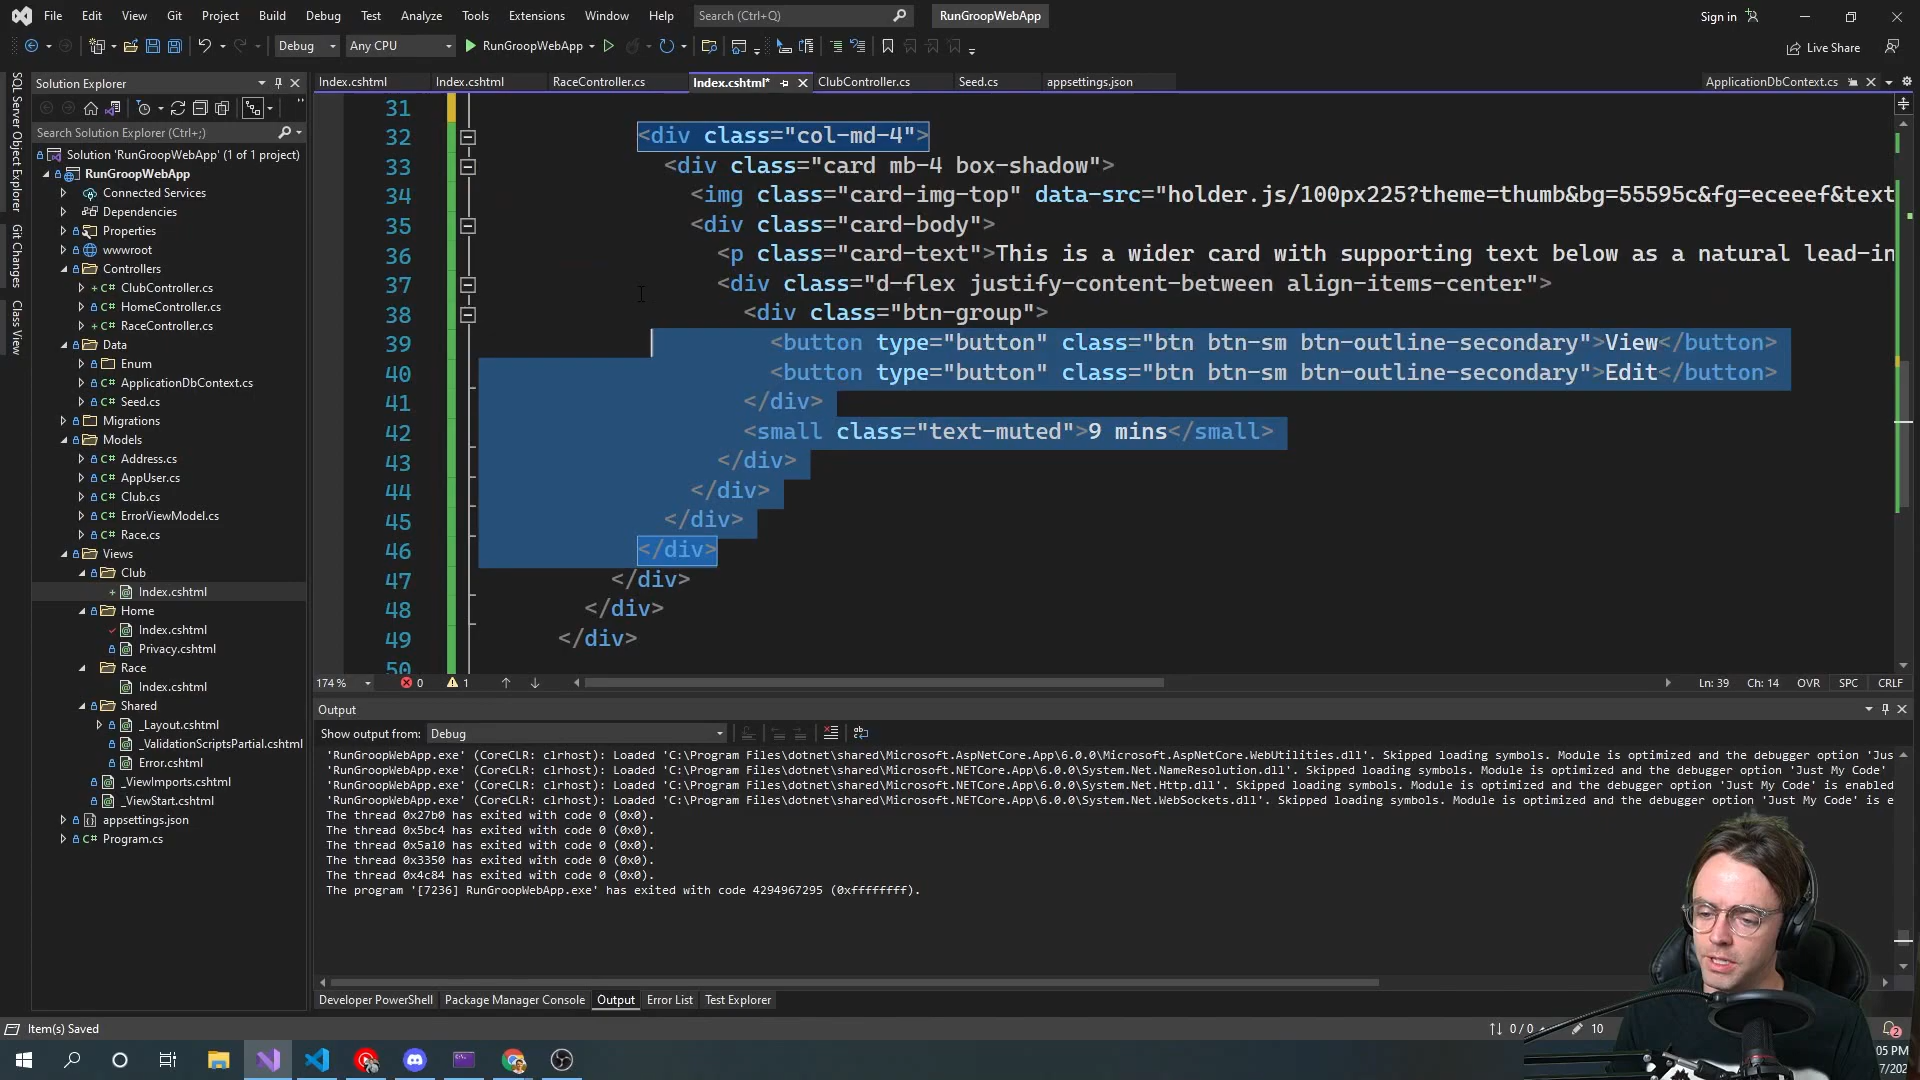 File Edit View Git Project Build Debug Test Analyze Tools Extensions Window Help Search (Ctrl+Q) RunGroopWebApp Sign in
Debug Any CPU RunGroopWebApp Live Share
SQL Server Object Explorer
Git Changes
Class View
Solution Explorer
Search Solution Explorer (Ctrl+;)
Solution 'RunGroopWebApp' (1 of 1 project)
RunGroopWebApp
Connected Services
Dependencies
Properties
wwwroot
Controllers
C# ClubController.cs
C# HomeController.cs
C# RaceController.cs
Data
Enum
C# ApplicationDbContext.cs
C# Seed.cs
Migrations
Models
C# Address.cs
C# AppUser.cs
C# Club.cs
C# ErrorViewModel.cs
C# Race.cs
Views
Club
Index.cshtml
Home
Index.cshtml
Privacy.cshtml
Race
Index.cshtml
Shared
_Layout.cshtml
_ValidationScriptsPartial.cshtml
Error.cshtml
_ViewImports.cshtml
_ViewStart.cshtml
appsettings.json
C# Program.cs
Index.cshtml Index.cshtml RaceController.cs Index.cshtml* ClubController.cs Seed.cs appsettings.json ApplicationDbContext.cs
31
32 <div class="col-md-4">
33 <div class="card mb-4 box-shadow">
34 <img class="card-img-top" data-src="holder.js/100px225?theme=thumb&bg=55595c&fg=eceeef&text
35 <div class="card-body">
36 <p class="card-text">This is a wider card with supporting text below as a natural lead-in
37 <div class="d-flex justify-content-between align-items-center">
38 <div class="btn-group">
39 <button type="button" class="btn btn-sm btn-outline-secondary">View</button>
40 <button type="button" class="btn btn-sm btn-outline-secondary">Edit</button>
41 </div>
42 <small class="text-muted">9 mins</small>
43 </div>
44 </div>
45 </div>
46 </div>
47 </div>
48 </div>
49 </div>
50
174 % 0 1 Ln: 39 Ch: 14 OVR SPC CRLF
Output
Show output from: Debug
'RunGroopWebApp.exe' (CoreCLR: clrhost): Loaded 'C:\Program Files\dotnet\shared\Microsoft.AspNetCore.App\6.0.0\Microsoft.AspNetCore.WebUtilities.dll'. Skipped loading symbols. Module is optimized and the debugger option 'Jus
'RunGroopWebApp.exe' (CoreCLR: clrhost): Loaded 'C:\Program Files\dotnet\shared\Microsoft.NETCore.App\6.0.0\System.Net.NameResolution.dll'. Skipped loading symbols. Module is optimized and the debugger option 'Just My Code'
'RunGroopWebApp.exe' (CoreCLR: clrhost): Loaded 'C:\Program Files\dotnet\shared\Microsoft.NETCore.App\6.0.0\System.Net.Http.dll'. Skipped loading symbols. Module is optimized and the debugger option 'Just My Code' is enabled
'RunGroopWebApp.exe' (CoreCLR: clrhost): Loaded 'C:\Program Files\dotnet\shared\Microsoft.NETCore.App\6.0.0\System.Net.WebSockets.dll'. Skipped loading symbols. Module is optimized and the debugger option 'Just My Code' is e
The thread 0x27b0 has exited with code 0 (0x0).
The thread 0x5bc4 has exited with code 0 (0x0).
The thread 0x5a10 has exited with code 0 (0x0).
The thread 0x3350 has exited with code 0 (0x0).
The thread 0x4c84 has exited with code 0 (0x0).
The program '[7236] RunGroopWebApp.exe' has exited with code 4294967295 (0xffffffff).
Developer PowerShell Package Manager Console Output Error List Test Explorer
Item(s) Saved 0 / 0 10 2
05 PM
7/202